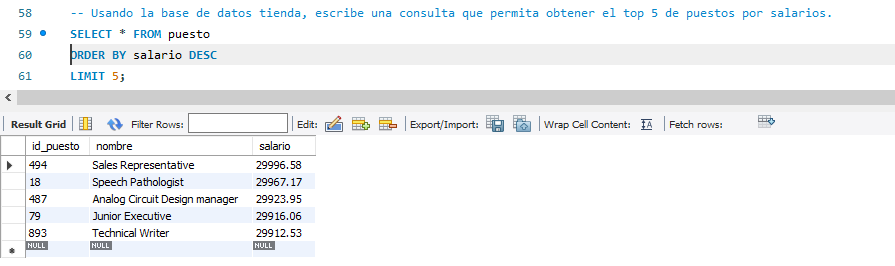 58 -- Usando la base de datos tienda, escribe una consulta que permita obtener el top 5 de puestos por salarios.
59 SELECT * FROM puesto
60 ORDER BY salario DESC
61 LIMIT 5;
Result Grid Filter Rows: Edit: Export/Import: Wrap Cell Content: Fetch rows:
id_puesto nombre salario
494 Sales Representative 29996.58
18 Speech Pathologist 29967.17
487 Analog Circuit Design manager 29923.95
79 Junior Executive 29916.06
893 Technical Writer 29912.53
NULL NULL NULL